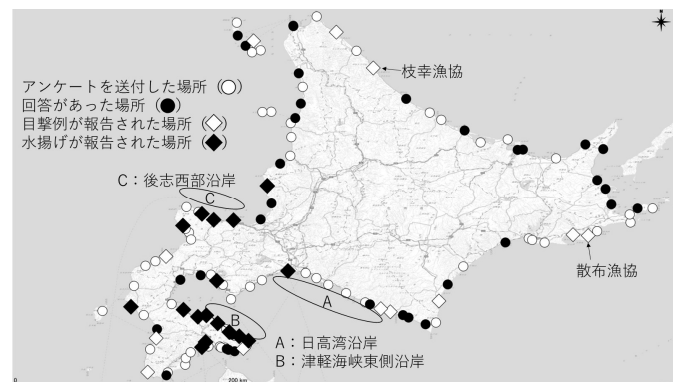 枝幸漁協
アンケートを送付した場所（○）
回答があった場所（●）
目撃例が報告された場所（◇）
水揚げが報告された場所（◆）
C：後志西部沿岸
C
散布漁協
A
B
A：日高湾沿岸
B：津軽海峡東側沿岸
0
200 km